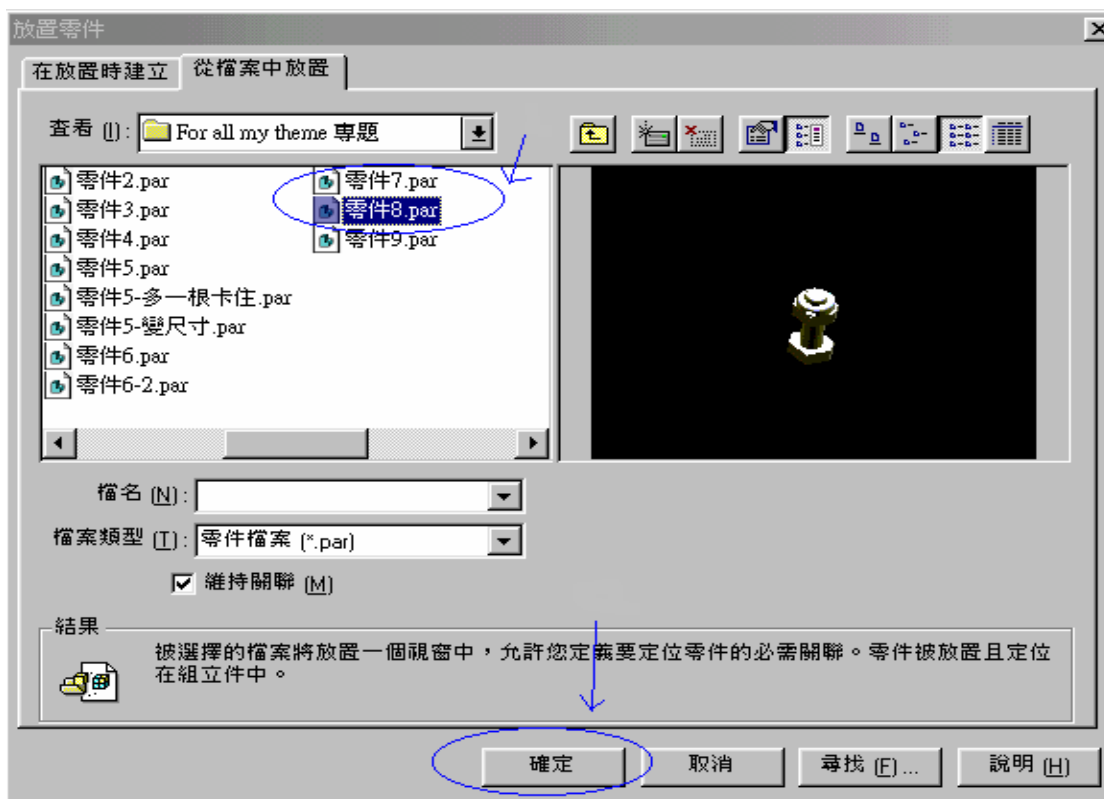 放置零件
在放置時建立 從檔案中放置
查看 (I): For all my theme 專題
零件2.par
零件3.par
零件4.par
零件5.par
零件5-多一根卡住.par
零件5-變尺寸.par
零件6.par
零件6-2.par
零件7.par
零件8.par
零件9.par
檔名 (N):
檔案類型 (T): 零件檔案 (*.par)
維持關聯 (M)
結果
被選擇的檔案將放置一個視窗中，允許您定義要定位零件的必需關聯。零件被放置且定位
在組立件中。
確定 取消 尋找 (F)... 說明 (H)